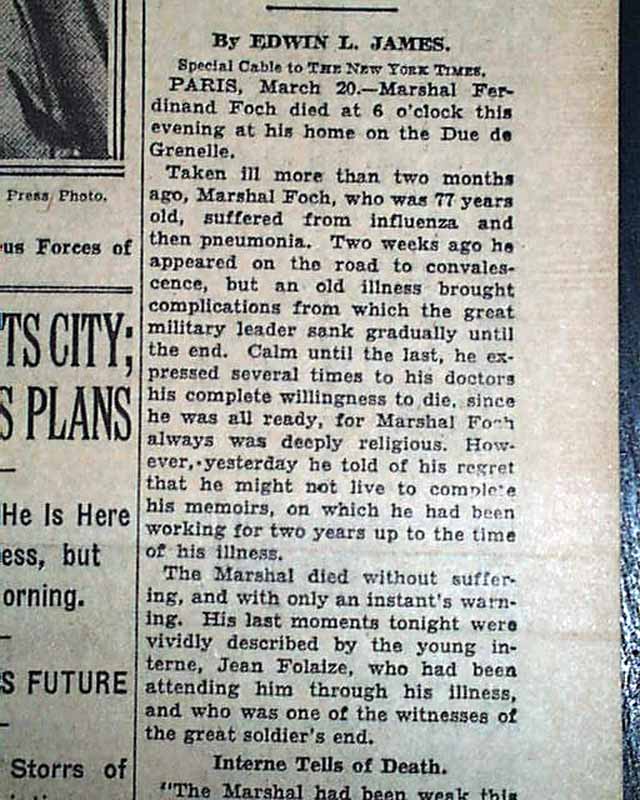 Press Photo.
us Forces of
TS CITY;
S PLANS
He Is Here
ess, but
orning.
S FUTURE
Storrs of
By EDWIN L. JAMES.
Special Cable to THE NEW YORK TIMES.
PARIS, March 20.—Marshal Fer-
dinand Foch died at 6 o'clock this
evening at his home on the Due de
Grenelle.
Taken ill more than two months
ago, Marshal Foch, who was 77 years
old, suffered from influenza and
then pneumonia. Two weeks ago he
appeared on the road to convales-
cence, but an old illness brought
complications from which the great
military leader sank gradually until
the end. Calm until the last, he ex-
pressed several times to his doctors
his complete willingness to die, since
he was all ready, for Marshal Foch
always was deeply religious. How-
ever, yesterday he told of his regret
that he might not live to complete
his memoirs, on which he had been
working for two years up to the time
of his illness.
The Marshal died without suffer-
ing, and with only an instant's warn-
ing. His last moments tonight were
vividly described by the young in-
terne, Jean Folaize, who had been
attending him through his illness,
and who was one of the witnesses of
the great soldier's end.
Interne Tells of Death.
"The Marshal had been weak this